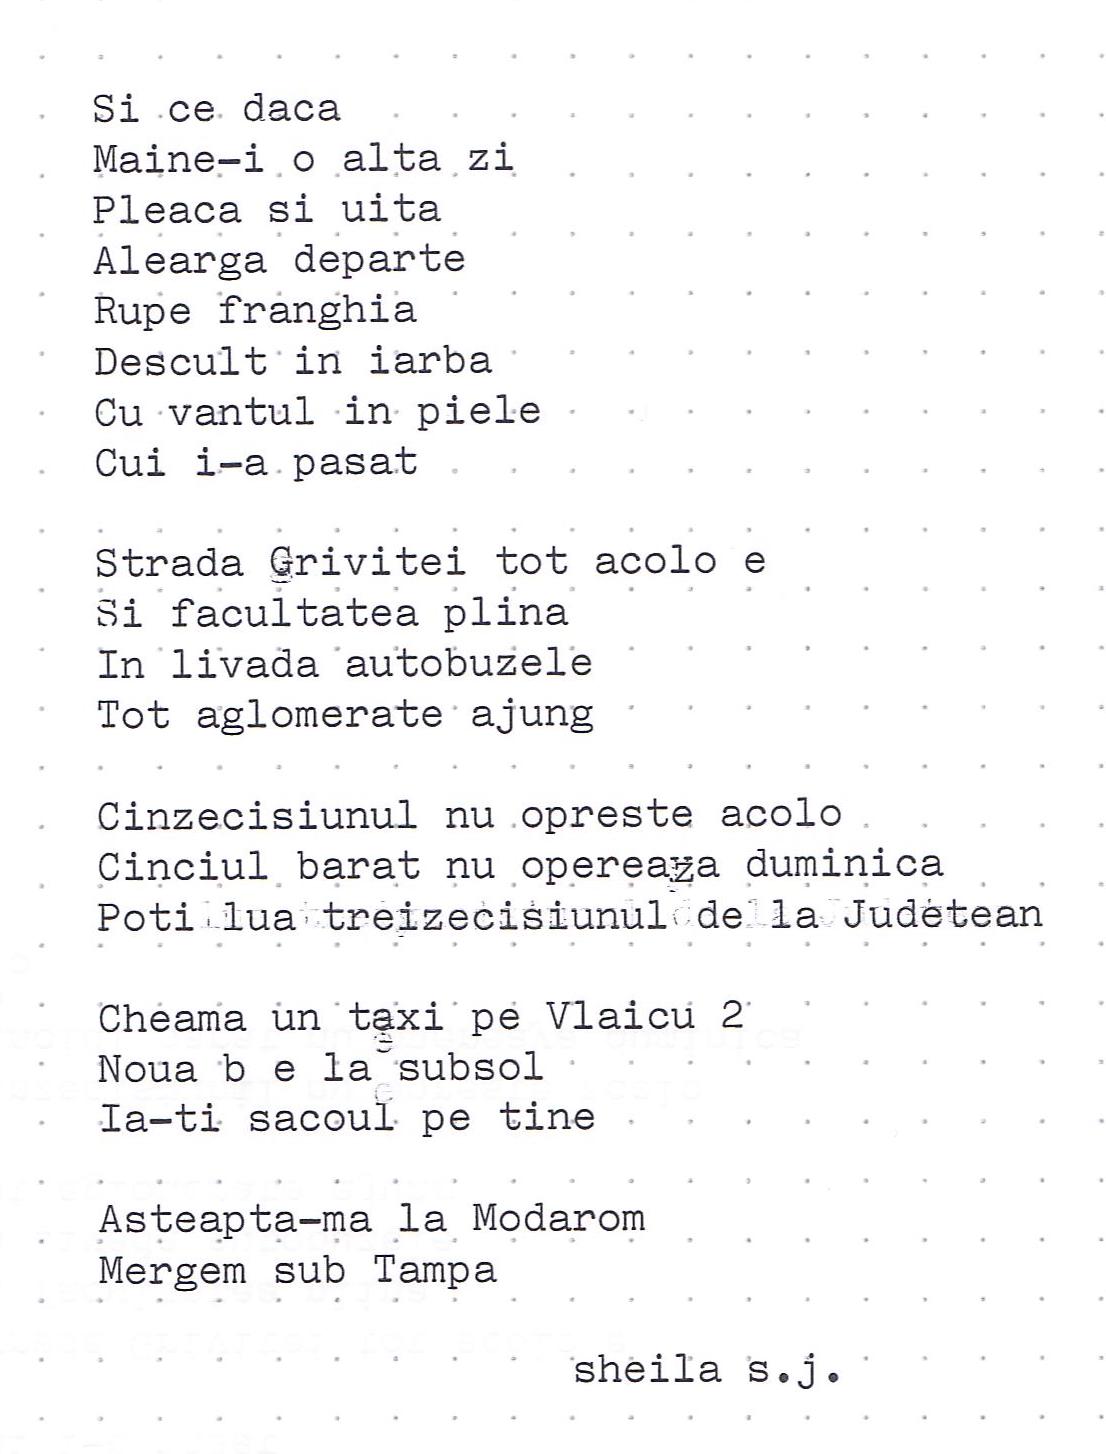 Si ce daca
Maine-i o alta zi
Pleaca si uita
Alearga departe
Rupe franghia
Descult in iarba
Cu vantul in piele
Cui i-a pasat

Strada Grivitei tot acolo e
Si facultatea plina
In livada autobuzele
Tot aglomerate ajung

Cinzecisiunul nu opreste acolo
Cinciul barat nu opereaza duminica
Poti lua treizecisiunul de la Judetean

Cheama un taxi pe Vlaicu 2
Noua b e la subsol
Ia-ti sacoul pe tine

Asteapta-ma la Modarom
Mergem sub Tampa

sheila s.j.